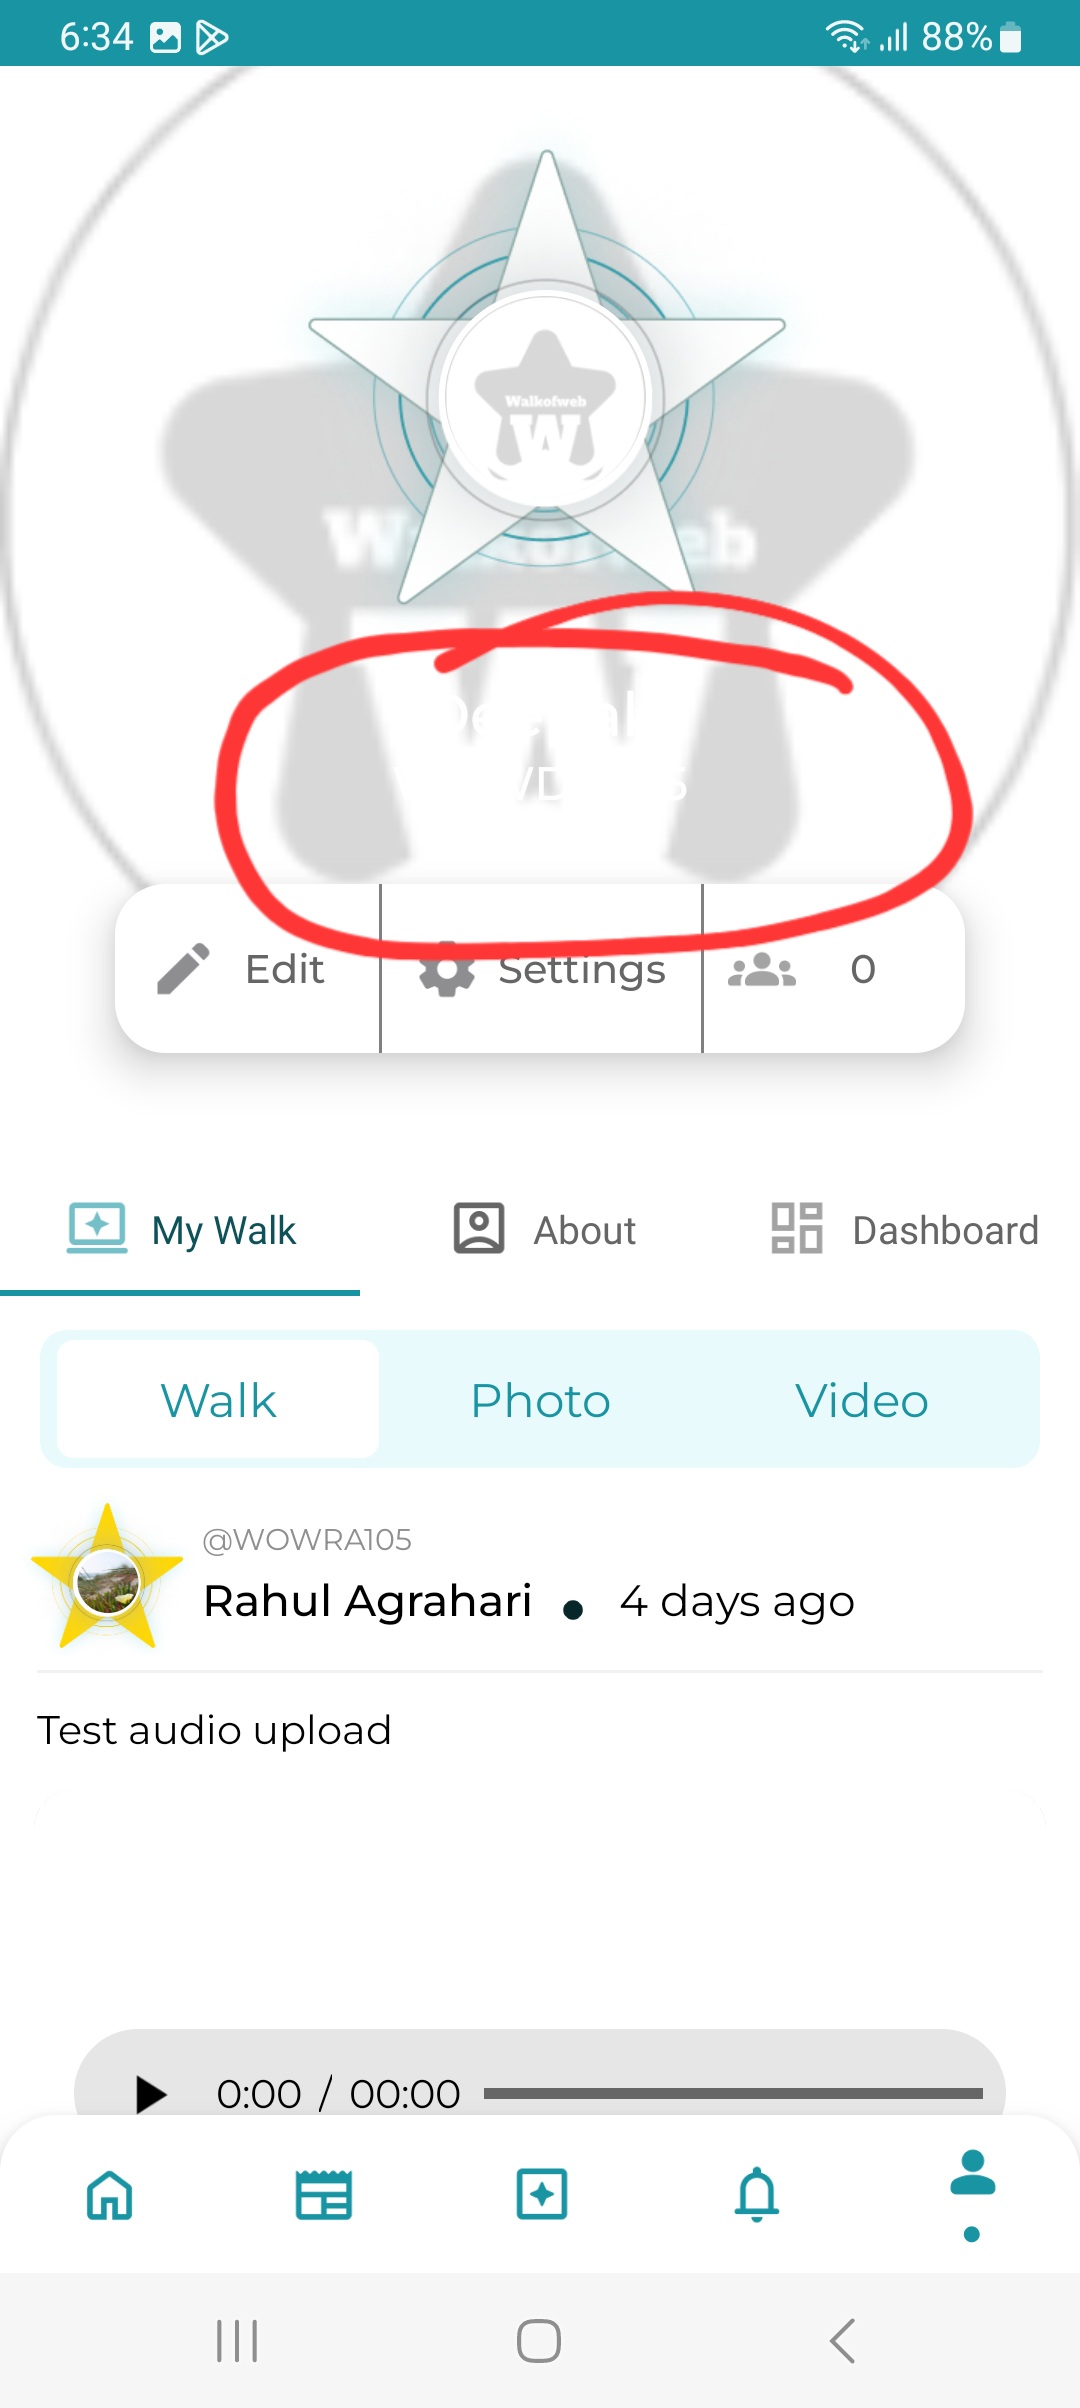 6:34
88%
Walkofweb
W
Edit
Settings
0
My Walk
About
Dashboard
Walk
Photo
Video
@WOWRA105
Rahul Agrahari
4 days ago
Test audio upload
0:00 / 00:00